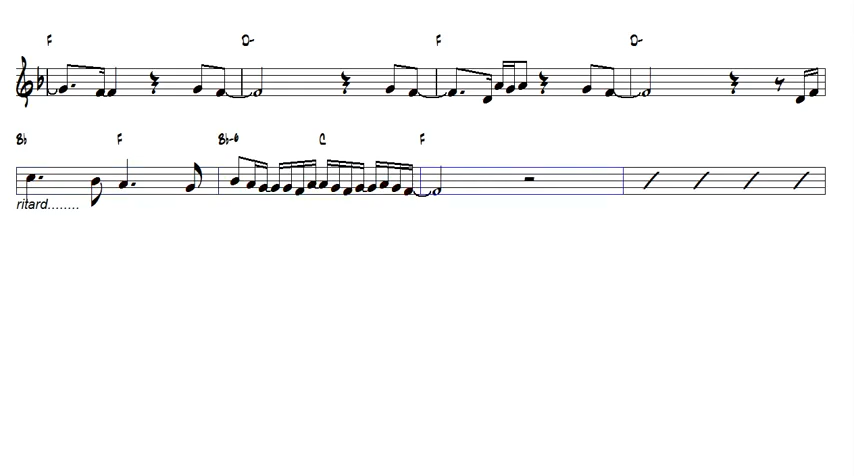 F D- F D-
Bb F Bb-6 C F
ritard........